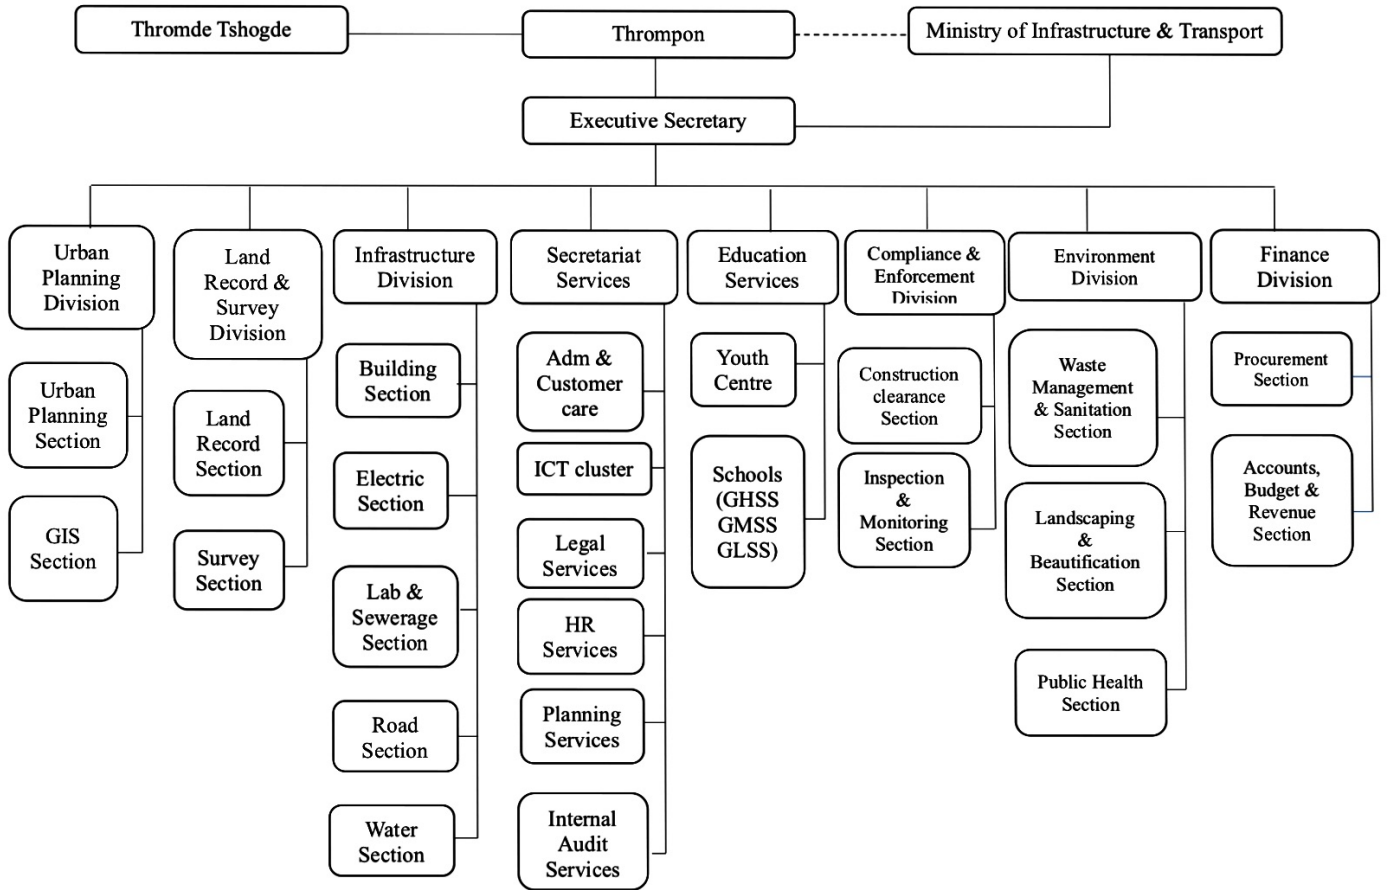 Thromde Tshogde
Thrompon
Ministry of Infrastructure & Transport
Executive Secretary
Urban
Planning
Division
Urban
Planning
Section
GIS
Section
Land
Record &
Survey
Division
Land
Record
Section
Survey
Section
Infrastructure
Division
Building
Section
Electric
Section
Lab &
Sewerage
Section
Road
Section
Water
Section
Secretariat
Services
Adm &
Customer
care
ICT cluster
Legal
Services
HR
Services
Planning
Services
Internal
Audit
Services
Education
Services
Youth
Centre
Schools
(GHSS
GMSS
GLSS)
Compliance &
Enforcement
Division
Construction
clearance
Section
Inspection
&
Monitoring
Section
Environment
Division
Waste
Management
& Sanitation
Section
Landscaping
&
Beautification
Section
Public Health
Section
Finance
Division
Procurement
Section
Accounts,
Budget &
Revenue
Section